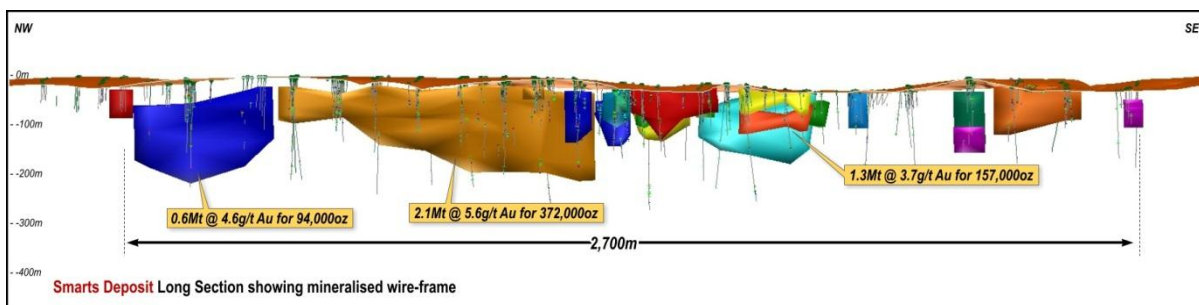 NW
SE
0m
-100m
-200m
-300m
-400m
0.6Mt @ 4.6g/t Au for 94,000oz
2.1Mt @ 5.6g/t Au for 372,000oz
1.3Mt @ 3.7g/t Au for 157,000oz
2,700m
Smarts Deposit Long Section showing mineralised wire-frame